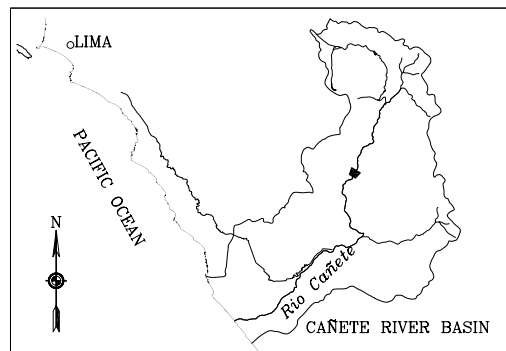 LIMA
PACIFIC OCEAN
N
Rio Cañete
CAÑETE RIVER BASIN